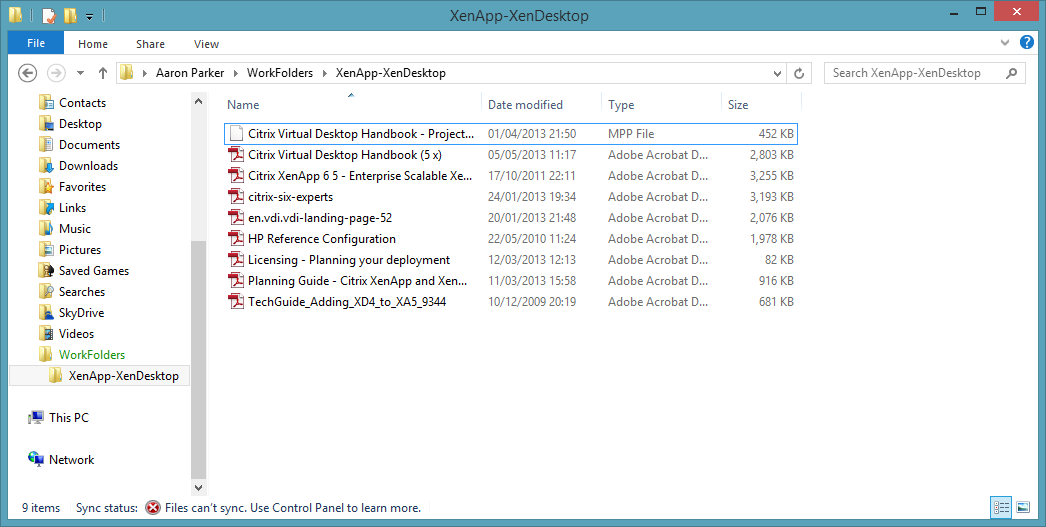 XenApp-XenDesktop
File Home Share View
Aaron Parker WorkFolders XenApp-XenDesktop Search XenApp-XenDesktop
Contacts
Desktop
Documents
Downloads
Favorites
Links
Music
Pictures
Saved Games
Searches
SkyDrive
Videos
WorkFolders
XenApp-XenDesktop
This PC
Network
Name Date modified Type Size
Citrix Virtual Desktop Handbook - Project... 01/04/2013 21:50 MPP File 452 KB
Citrix Virtual Desktop Handbook (5 x) 05/05/2013 11:17 Adobe Acrobat D... 2,803 KB
Citrix XenApp 6 5 - Enterprise Scalable Xe... 17/10/2011 22:11 Adobe Acrobat D... 3,255 KB
citrix-six-experts 24/01/2013 19:34 Adobe Acrobat D... 3,193 KB
en.vdi.vdi-landing-page-52 20/01/2013 21:48 Adobe Acrobat D... 2,076 KB
HP Reference Configuration 22/05/2010 11:24 Adobe Acrobat D... 1,978 KB
Licensing - Planning your deployment 12/03/2013 12:13 Adobe Acrobat D... 82 KB
Planning Guide - Citrix XenApp and Xen... 11/03/2013 15:58 Adobe Acrobat D... 916 KB
TechGuide_Adding_XD4_to_XA5_9344 10/12/2009 20:19 Adobe Acrobat D... 681 KB
9 items Sync status: Files can't sync. Use Control Panel to learn more.